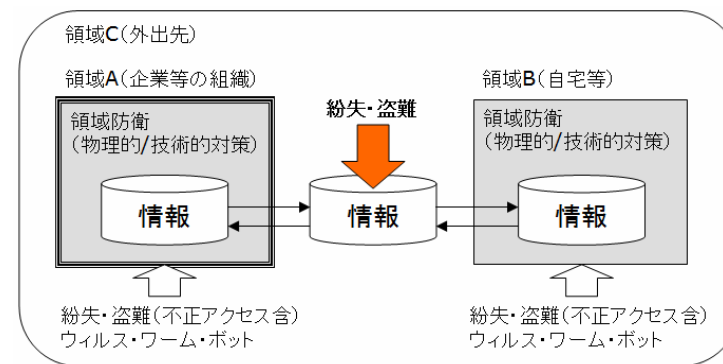 領域C(外出先)
領域A(企業等の組織)
領域B(自宅等)
紛失・盗難
領域防衛
(物理的/技術的対策)
領域防衛
(物理的/技術的対策)
情報
情報
情報
紛失・盗難(不正アクセス含)
ウィルス・ワーム・ボット
紛失・盗難(不正アクセス含)
ウィルス・ワーム・ボット